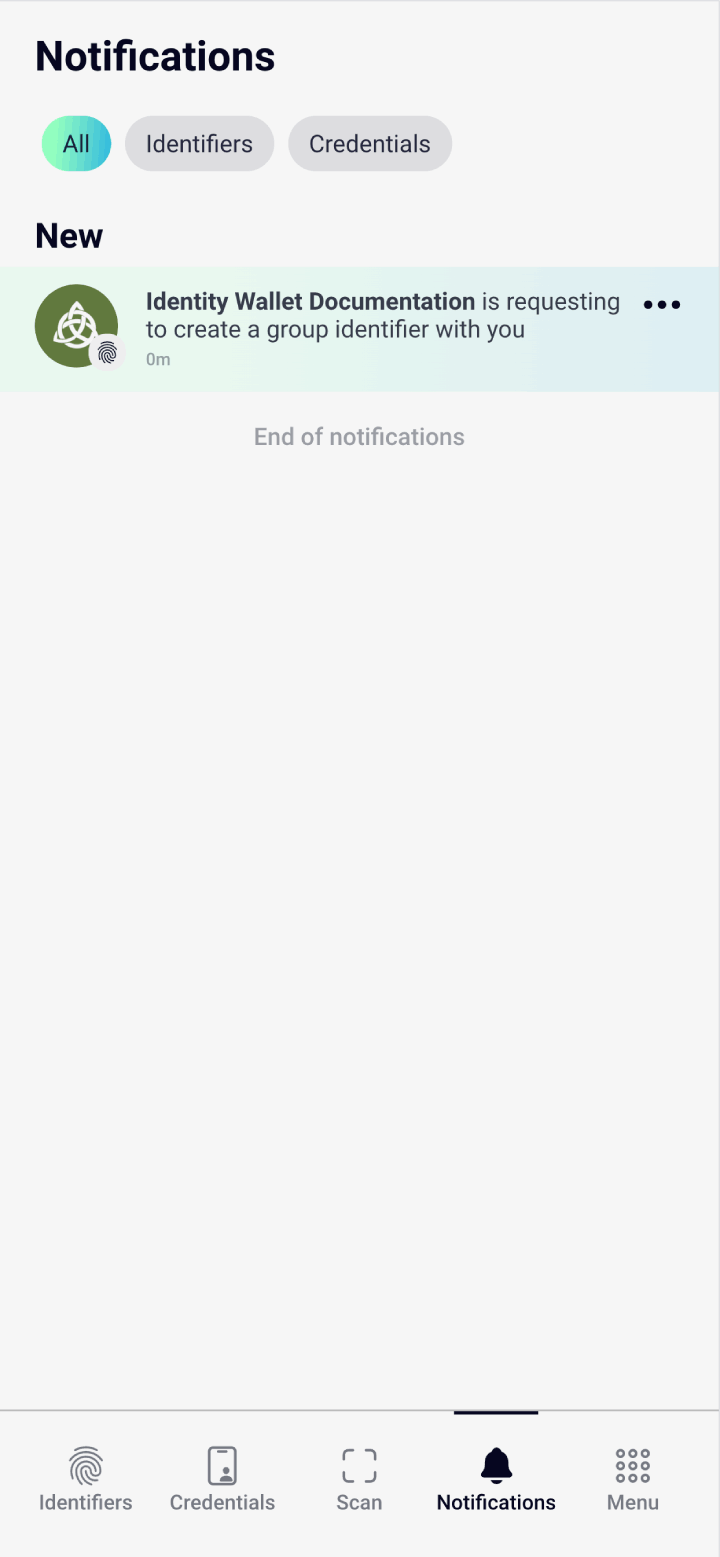 Notifications
All
Identifiers
Credentials
New
Identity Wallet Documentation is requesting
to create a group identifier with you
0m
End of notifications
Identifiers
Credentials
Scan
Notifications
Menu